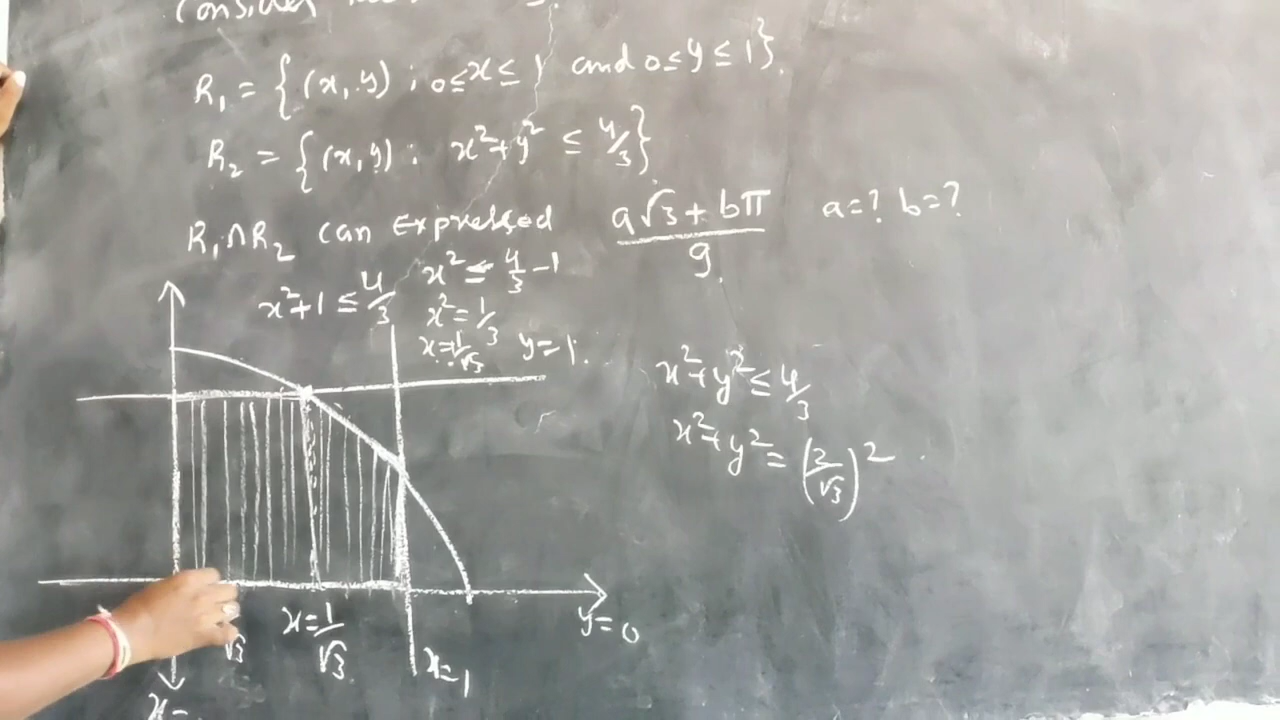 Consider
R₁ = {(x, y) : 0≤x≤1 and 0≤y≤1}.
R₂ = {(x, y) : x²+y² ≤ 4/3}
R₁∩R₂ can expressed (a√3 + bπ)/9. a=? b=?
x²+1 ≤ 4/3
x² ≤ 4/3 −1
x² = 1/3
x=1/√3 y=1.
x²+y² ≤ 4/3
x²+y² = (2/√3)²
√3
x=1/√3.
y=0
x=1
x=